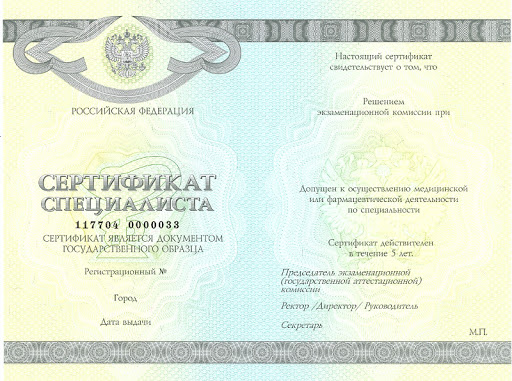 РОССИЙСКАЯ ФЕДЕРАЦИЯ
СЕРТИФИКАТ
СПЕЦИАЛИСТА
117704 0000033
СЕРТИФИКАТ ЯВЛЯЕТСЯ ДОКУМЕНТОМ
ГОСУДАРСТВЕННОГО ОБРАЗЦА
Регистрационный №
Город
Дата выдачи
Настоящий сертификат
свидетельствует о том, что
Решением
экзаменационной комиссии при
Допущен к осуществлению медицинской
или фармацевтической деятельности
по специальности
Сертификат действителен
в течение 5 лет.
Председатель экзаменационной
(государственной аттестационной)
комиссии
Ректор /Директор/ Руководитель
Секретарь
М.П.